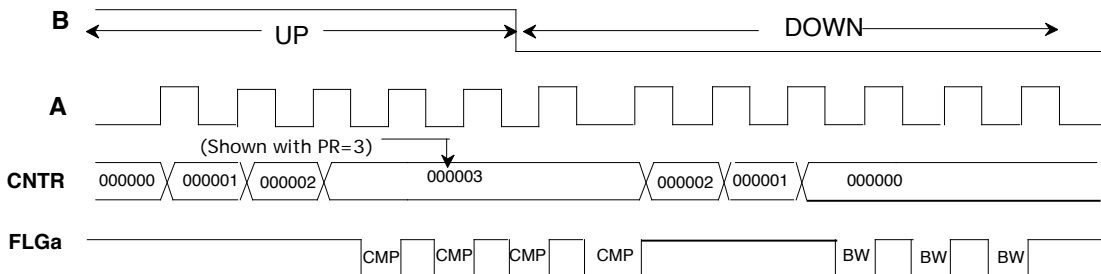 B
UP
DOWN
A
(Shown with PR=3)
CNTR
000000 000001 000002 000003 000002 000001 000000
FLGa
CMP CMP CMP CMP BW BW BW